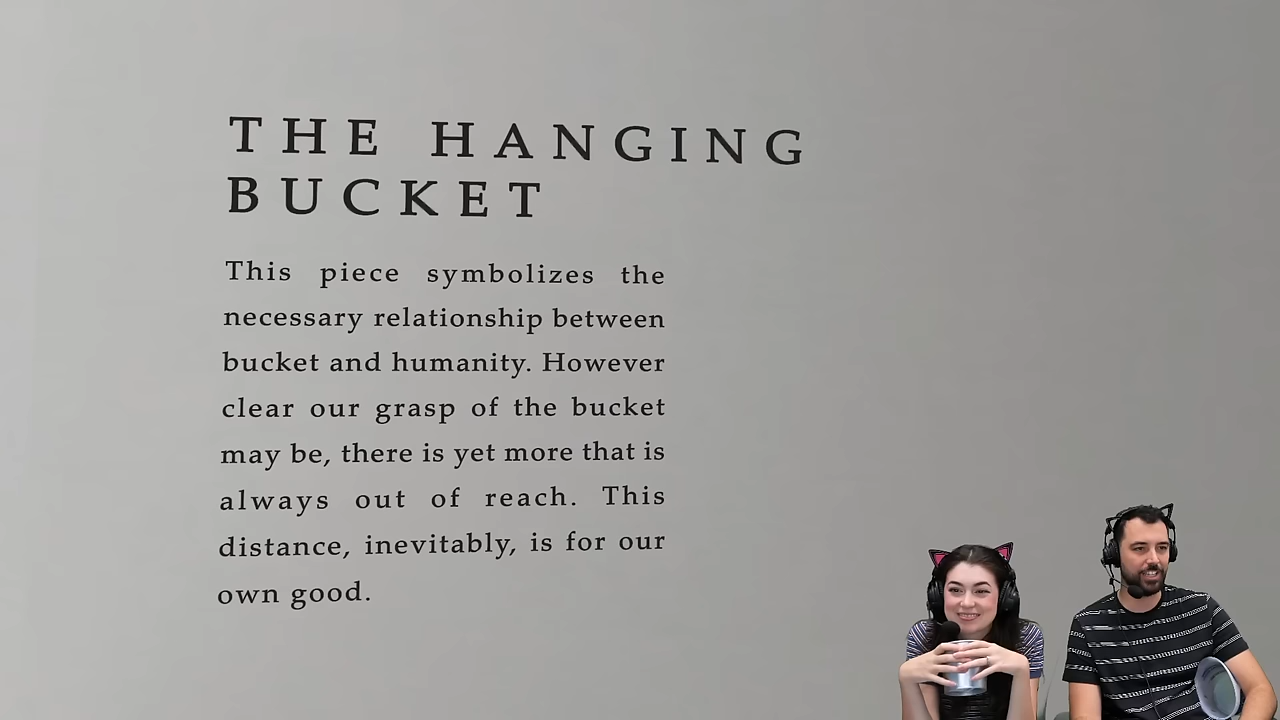 THE HANGING
BUCKET
This piece symbolizes the
necessary relationship between
bucket and humanity. However
clear our grasp of the bucket
may be, there is yet more that is
always out of reach. This
distance, inevitably, is for our
own good.